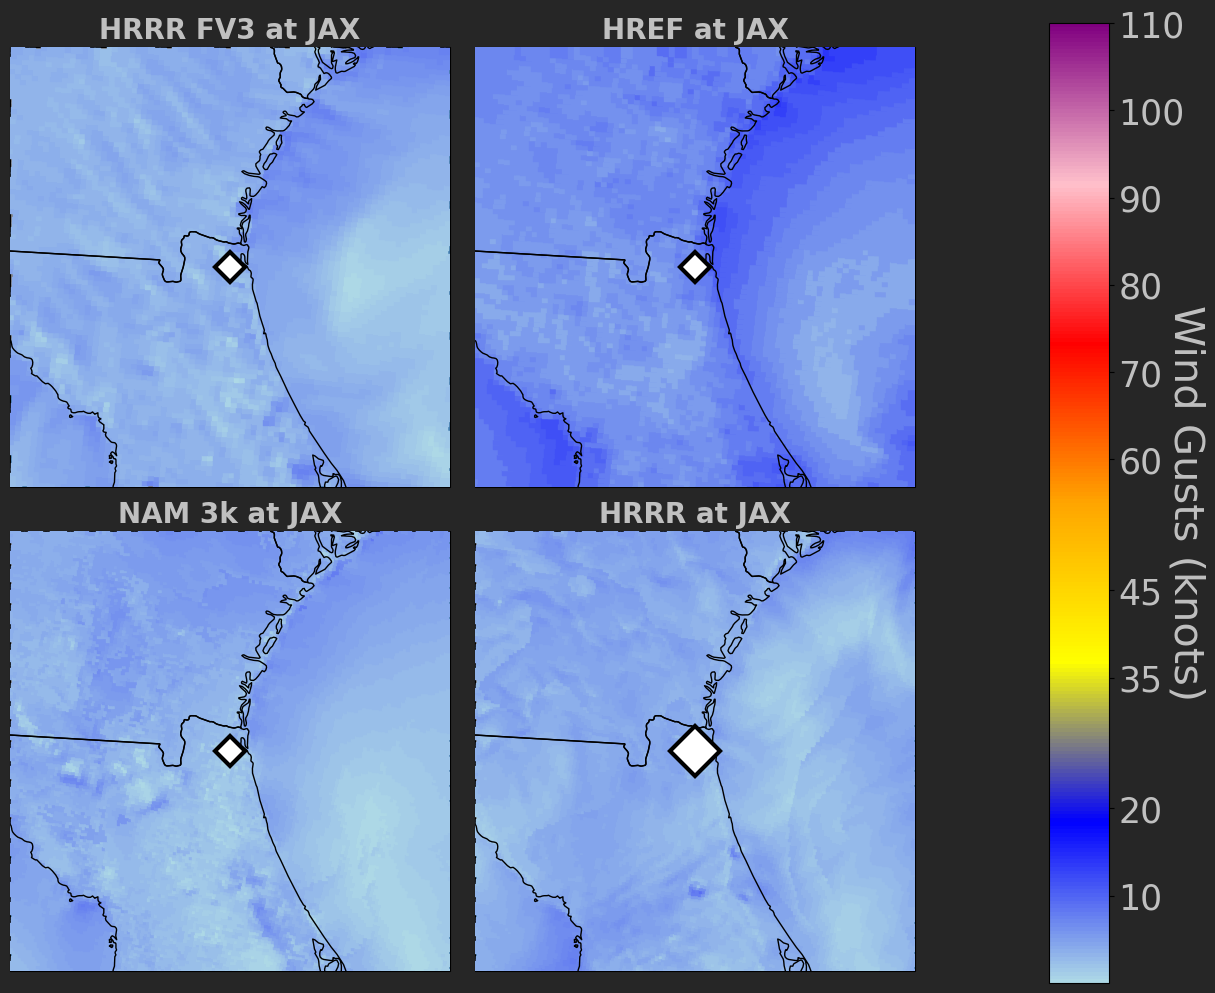 HRRR FV3 at JAX
HREF at JAX
NAM 3k at JAX
HRRR at JAX
110
100
90
80
70
60
45
35
20
10
Wind Gusts (knots)